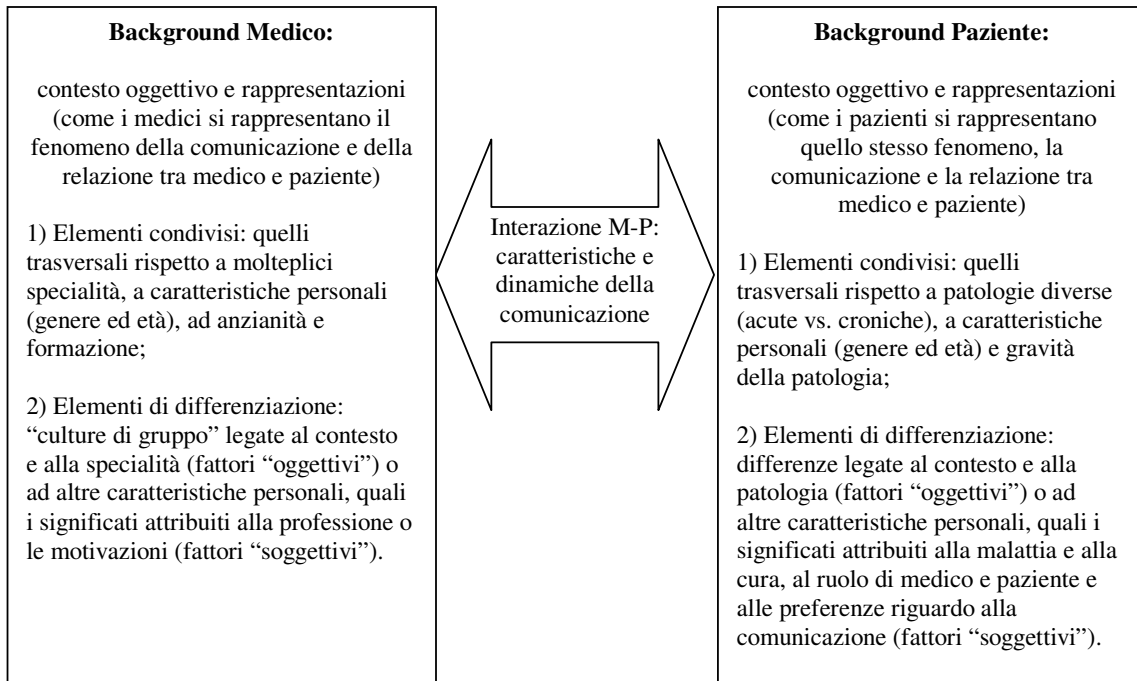 Background Medico:
contesto oggettivo e rappresentazioni
(come i medici si rappresentano il
fenomeno della comunicazione e della
relazione tra medico e paziente)
1) Elementi condivisi: quelli
trasversali rispetto a molteplici
specialità, a caratteristiche personali
(genere ed età), ad anzianità e
formazione;
2) Elementi di differenziazione:
“culture di gruppo” legate al contesto
e alla specialità (fattori “oggettivi”) o
ad altre caratteristiche personali, quali
i significati attribuiti alla professione o
le motivazioni (fattori “soggettivi”).
Interazione M-P:
caratteristiche e
dinamiche della
comunicazione
Background Paziente:
contesto oggettivo e rappresentazioni
(come i pazienti si rappresentano
quello stesso fenomeno, la
comunicazione e la relazione tra
medico e paziente)
1) Elementi condivisi: quelli
trasversali rispetto a patologie diverse
(acute vs. croniche), a caratteristiche
personali (genere ed età) e gravità
della patologia;
2) Elementi di differenziazione:
differenze legate al contesto e alla
patologia (fattori “oggettivi”) o ad
altre caratteristiche personali, quali i
significati attribuiti alla malattia e alla
cura, al ruolo di medico e paziente e
alle preferenze riguardo alla
comunicazione (fattori “soggettivi”).